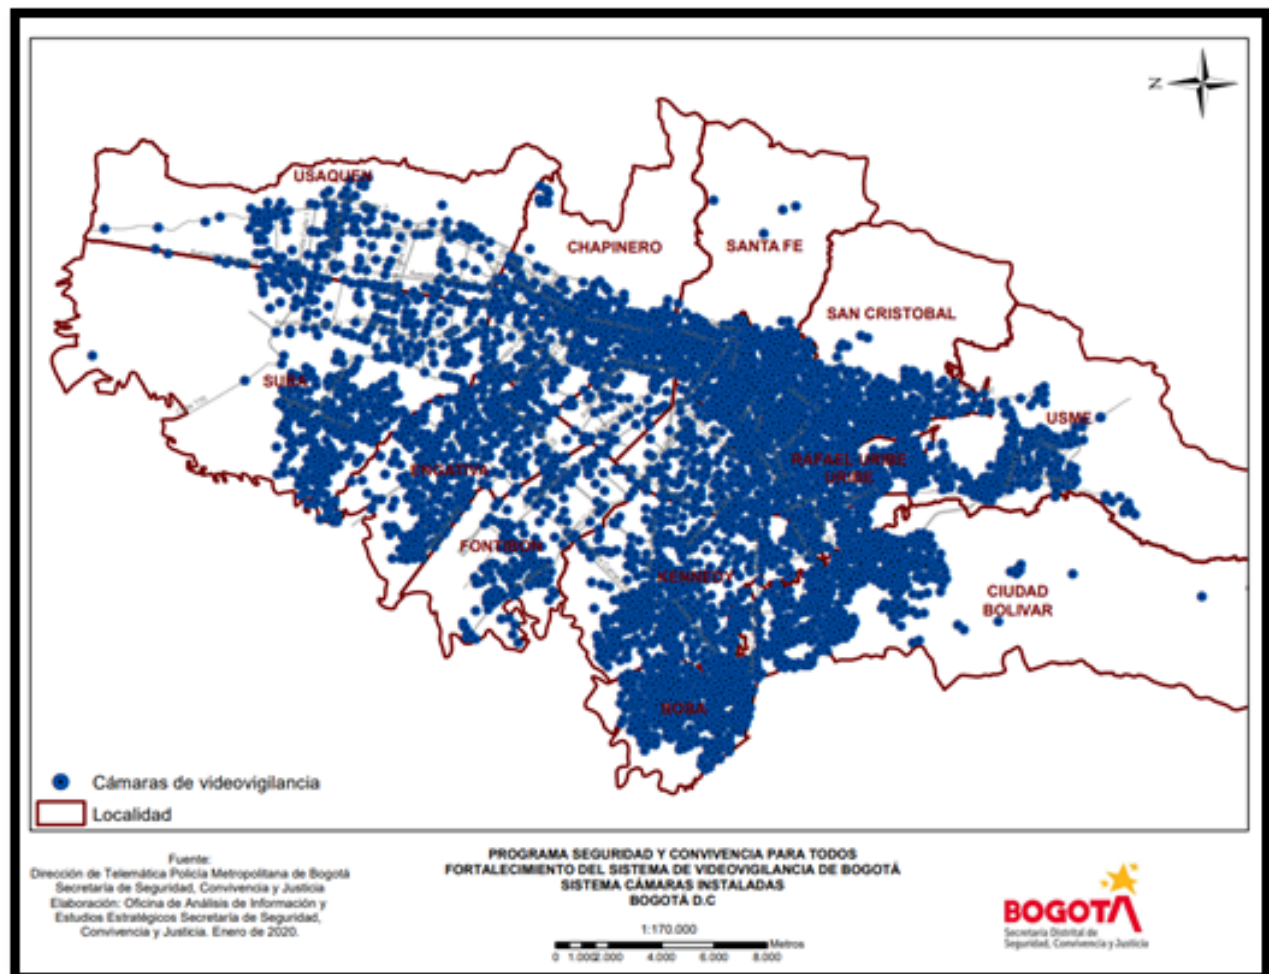 N
USAQUEN
CHAPINERO
SANTA FE
SAN CRISTOBAL
SUBA
USME
ENGATIVA
RAFAEL URIBE
URIBE
FONTIBON
KENNEDY
CIUDAD
BOLIVAR
BOSA
Cámaras de videovigilancia
Localidad
Fuente:
Dirección de Telemática Policía Metropolitana de Bogotá
Secretaría de Seguridad, Convivencia y Justicia
Elaboración: Oficina de Análisis de Información y
Estudios Estratégicos Secretaría de Seguridad,
Convivencia y Justicia. Enero de 2020.
PROGRAMA SEGURIDAD Y CONVIVENCIA PARA TODOS
FORTALECIMIENTO DEL SISTEMA DE VIDEOVIGILANCIA DE BOGOTÁ
SISTEMA CÁMARAS INSTALADAS
BOGOTÁ D.C
1:170.000
Metros
0 1.000 2.000 4.000 6.000 8.000
BOGOTÁ
Secretaría Distrital de
Seguridad, Convivencia y Justicia